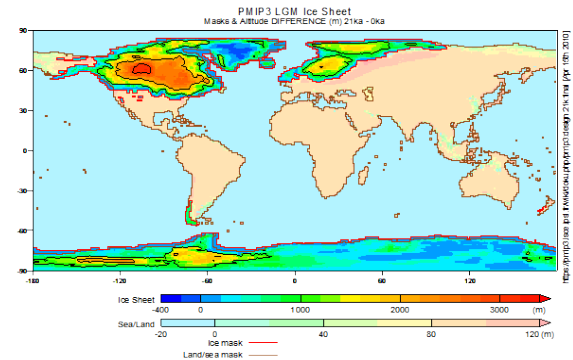 PMIP3 LGM Ice Sheet
Masks & Altitude DIFFERENCE (m) 21ka - 0ka
90
60
30
0
-30
-60
-90
-180
-120
-60
0
60
120
Ice Sheet
-400
0
1000
2000
3000
(m)
Sea/Land
-20
0
40
80
120 (m)
Ice mask
Land/sea mask